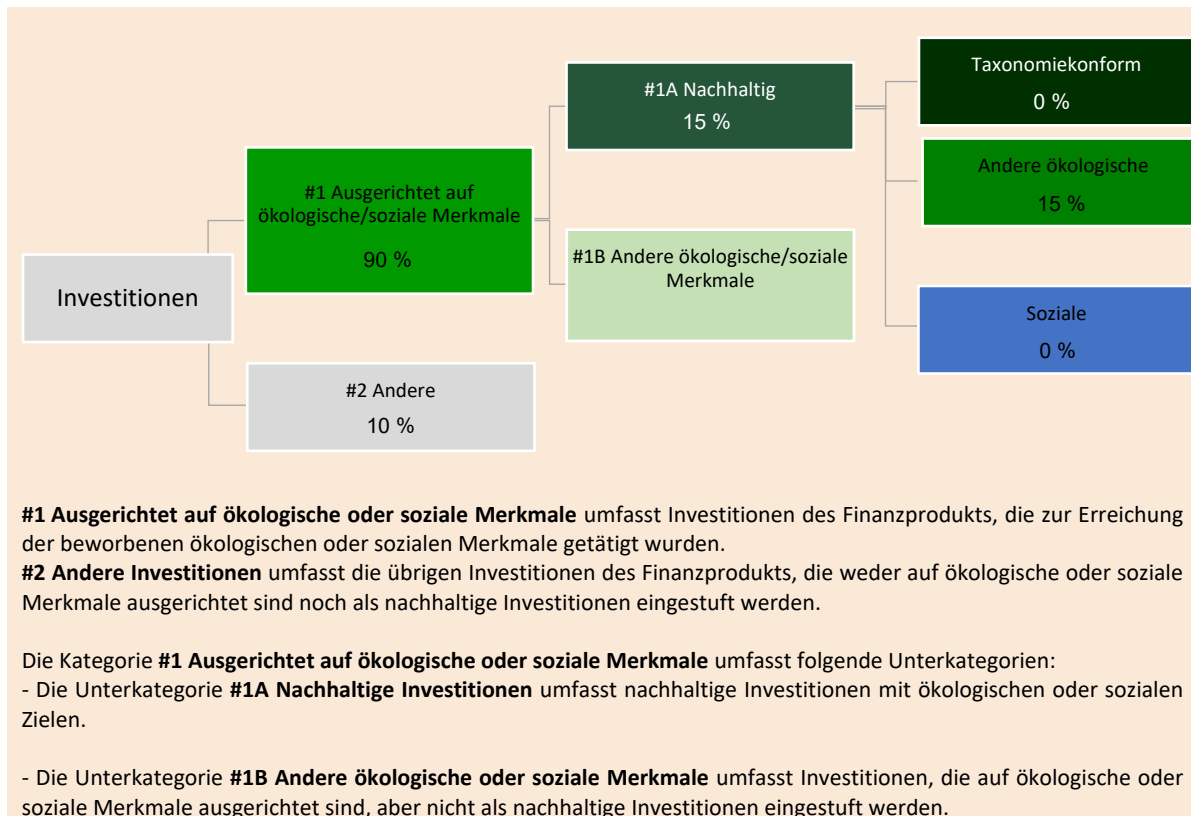 Taxonomiekonform
0 %
#1A Nachhaltig
15 %
Andere ökologische
15 %
#1 Ausgerichtet auf
ökologische/soziale Merkmale
90 %
#1B Andere ökologische/soziale
Merkmale
Investitionen
Soziale
0 %
#2 Andere
10 %
#1 Ausgerichtet auf ökologische oder soziale Merkmale umfasst Investitionen des Finanzprodukts, die zur Erreichung
der beworbenen ökologischen oder sozialen Merkmale getätigt wurden.
#2 Andere Investitionen umfasst die übrigen Investitionen des Finanzprodukts, die weder auf ökologische oder soziale
Merkmale ausgerichtet sind noch als nachhaltige Investitionen eingestuft werden.
Die Kategorie #1 Ausgerichtet auf ökologische oder soziale Merkmale umfasst folgende Unterkategorien:
- Die Unterkategorie #1A Nachhaltige Investitionen umfasst nachhaltige Investitionen mit ökologischen oder sozialen
Zielen.
- Die Unterkategorie #1B Andere ökologische oder soziale Merkmale umfasst Investitionen, die auf ökologische oder
soziale Merkmale ausgerichtet sind, aber nicht als nachhaltige Investitionen eingestuft werden.